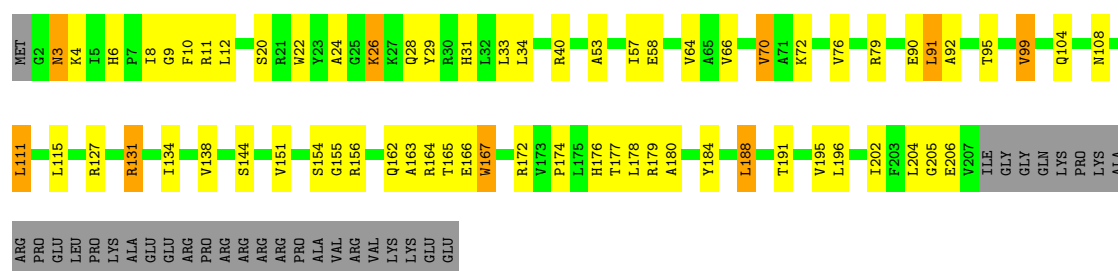 MET G2 N3 K4 I5 H6 P7 I8 G9 F10 R11 L12 S20 R21 W22 Y23 A24 G25 K26 K27 Q28 Y29 R30 H31 L32 L33 L34 R40 A53 I57 E58 V64 A65 V66 V70 A71 K72 V76 R79 E90 L91 A92 T95 V99 Q104 N108
L111 L115 R127 R131 I134 V138 S144 V151 S154 G155 R156 Q162 A163 R164 T165 E166 W167 R172 V173 P174 L175 H176 T177 L178 R179 A180 Y184 L188 T191 V195 L196 I202 F203 L204 G205 E206 V207 ILE GLY GLY GLN LYS PRO LYS ALA
ARG PRO GLU LEU PRO LYS ALA GLU GLU ARG PRO ARG ARG ARG ARG PRO ALA VAL ARG VAL LYS LYS GLU GLU